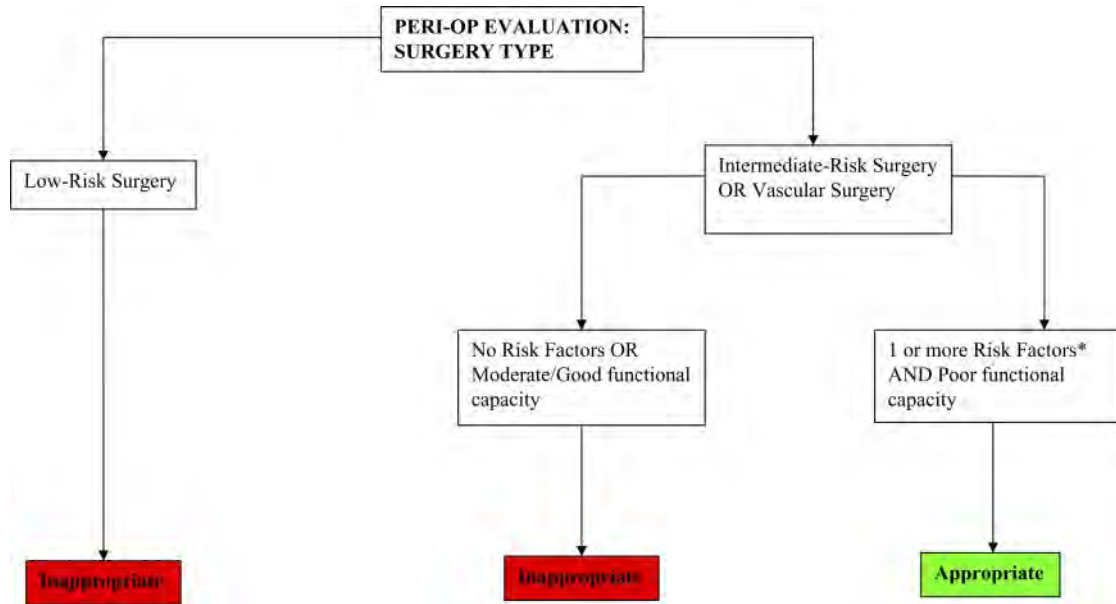 PERI-OP EVALUATION:
SURGERY TYPE
Low-Risk Surgery
Intermediate-Risk Surgery
OR Vascular Surgery
No Risk Factors OR
Moderate/Good functional
capacity
1 or more Risk Factors*
AND Poor functional
capacity
Inappropriate
Inappropriate
Appropriate